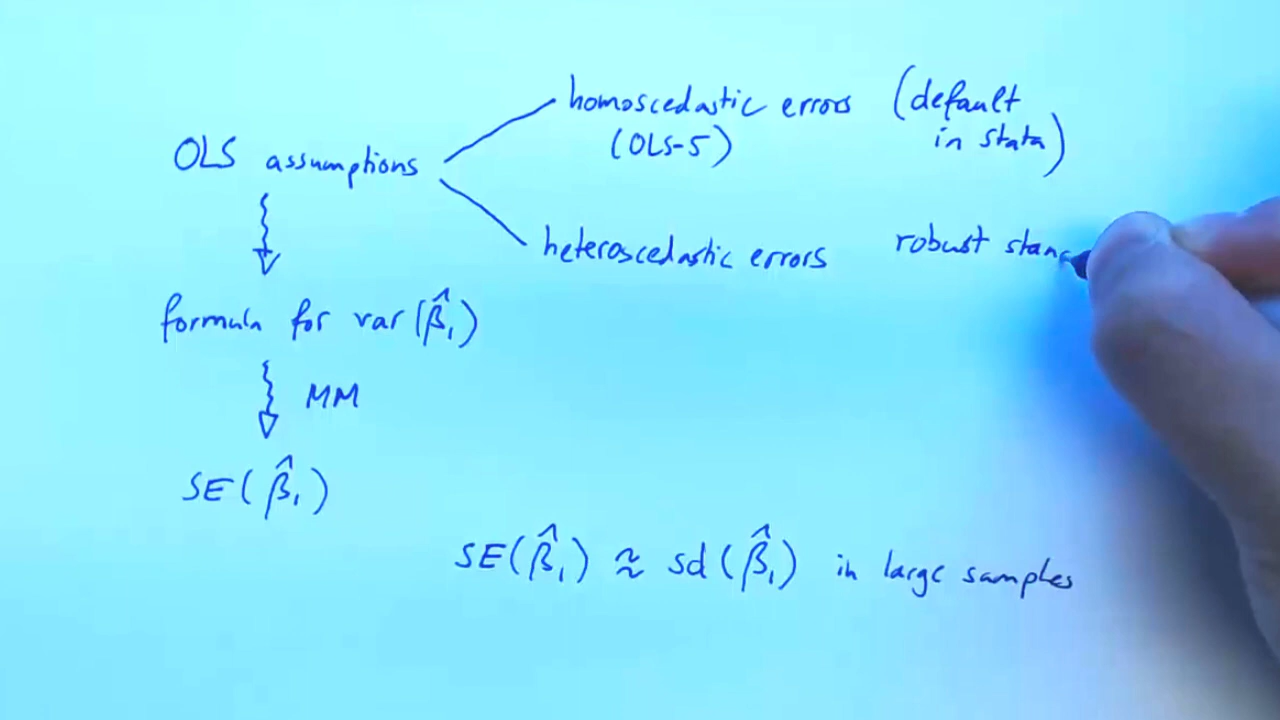 homoscedastic errors (default
OLS assumptions (OLS-5) in stata)
heteroscedastic errors robust stand
formula for var(β̂₁)
MM
SE(β̂₁)
SE(β̂₁) ≈ sd(β̂₁) in large samples